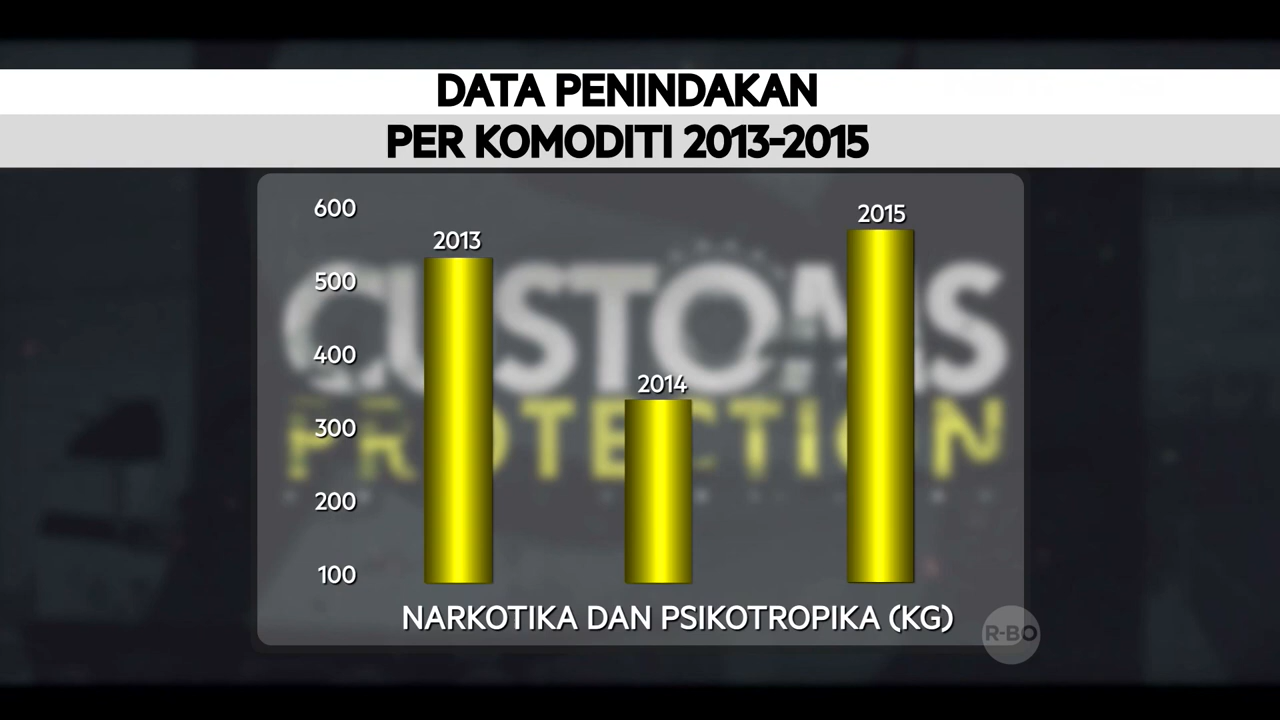 DATA PENINDAKAN
PER KOMODITI 2013-2015
600
500
400
300
200
100
2013
2014
2015
CUSTOMS
PROTECTION
NARKOTIKA DAN PSIKOTROPIKA (KG)
R-BO